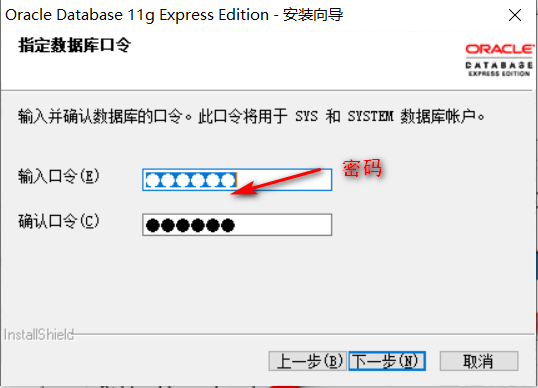 Oracle Database 11g Express Edition - 安装向导
指定数据库口令
ORACLE
DATABASE
EXPRESS EDITION
输入并确认数据库的口令。此口令将用于 SYS 和 SYSTEM 数据库帐户。
输入口令(E)
密码
确认口令(C)
InstallShield
上一步(B) 下一步(N) 取消